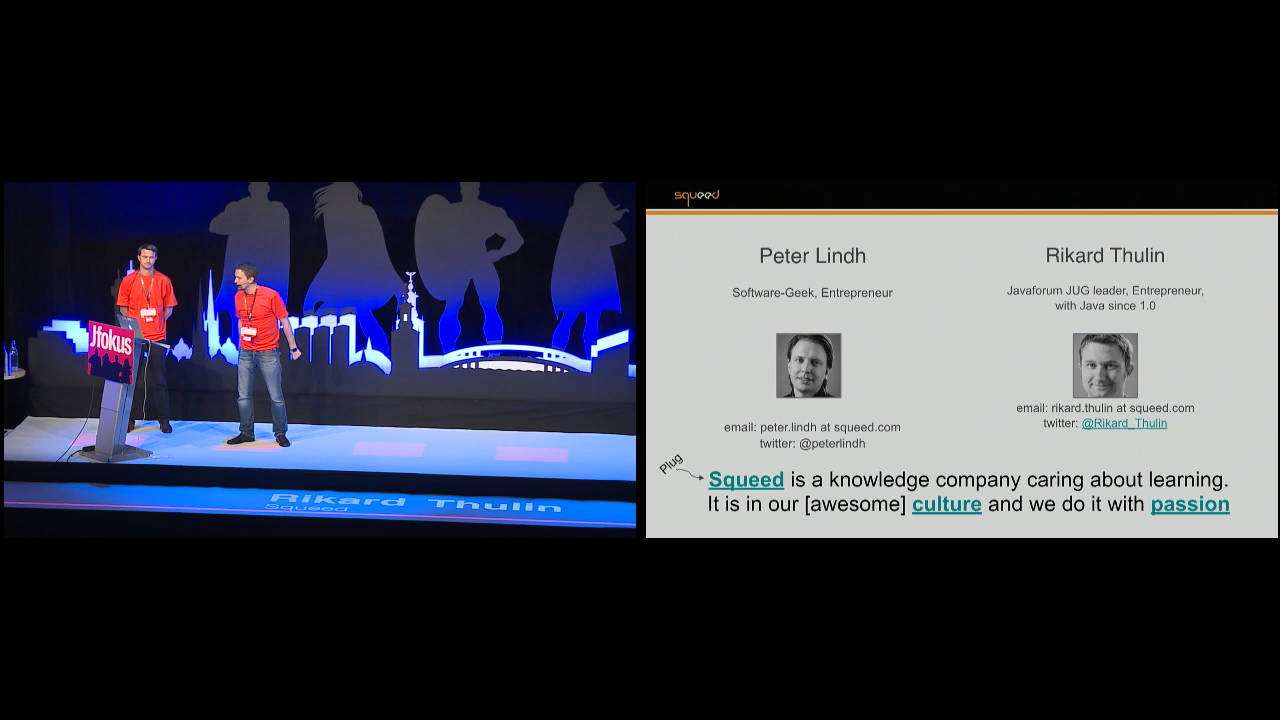 Jfokus
Rikard Thulin
Squeed
squeed
Peter Lindh
Software-Geek, Entrepreneur
email: peter.lindh at squeed.com
twitter: @peterlindh
Rikard Thulin
Javaforum JUG leader, Entrepreneur,
with Java since 1.0
email: rikard.thulin at squeed.com
twitter: @Rikard_Thulin
Plug
Squeed is a knowledge company caring about learning.
It is in our [awesome] culture and we do it with passion